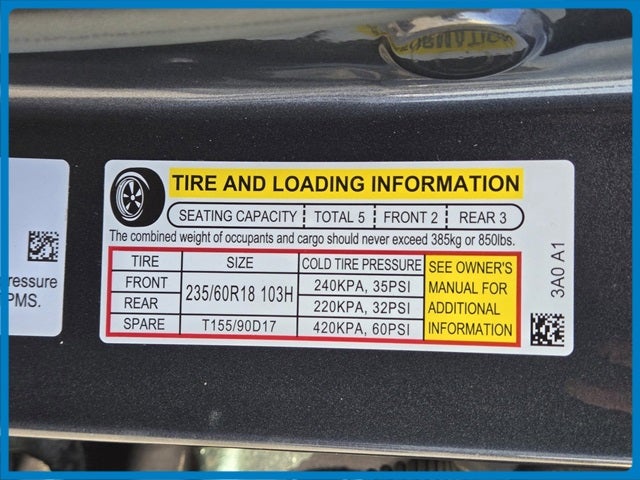 TIRE AND LOADING INFORMATION
SEATING CAPACITY TOTAL 5 FRONT 2 REAR 3
The combined weight of occupants and cargo should never exceed 385kg or 850lbs.
TIRE SIZE COLD TIRE PRESSURE
FRONT 235/60R18 103H 240KPA, 35PSI
REAR 220KPA, 32PSI
SPARE T155/90D17 420KPA, 60PSI
SEE OWNER'S
MANUAL FOR
ADDITIONAL
INFORMATION
3A0 A1
PMS.